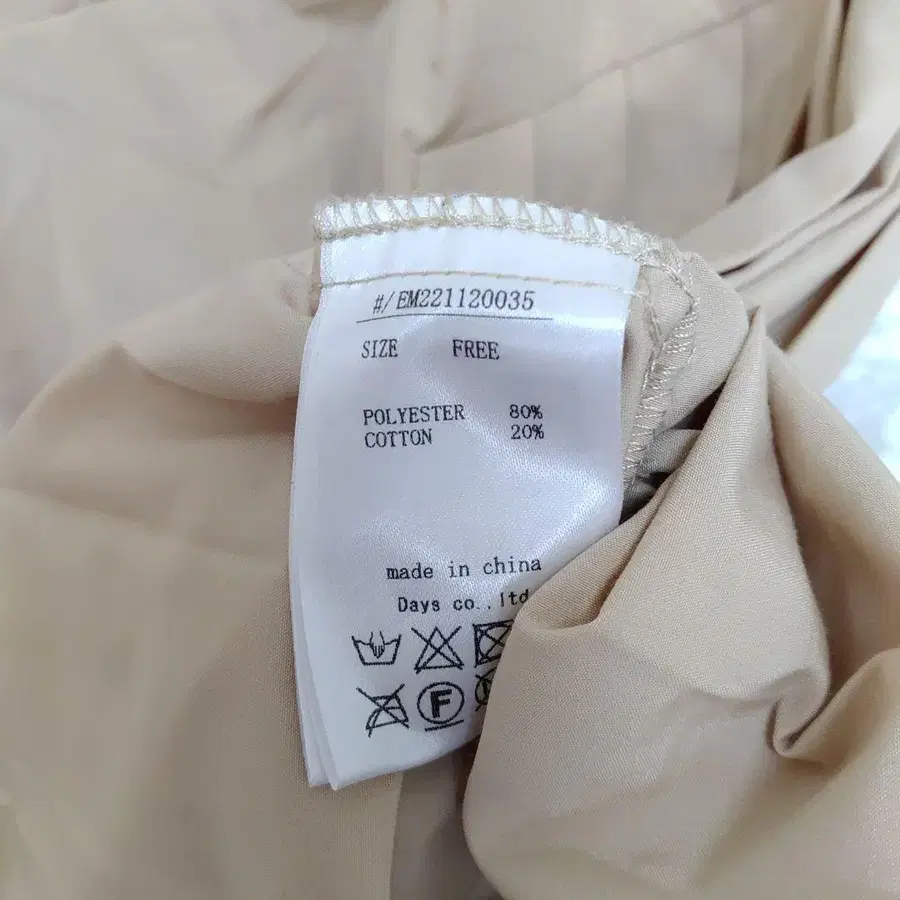 #/EM221120035
SIZE FREE
POLYESTER 80%
COTTON 20%
made in china
Days co.,ltd
F